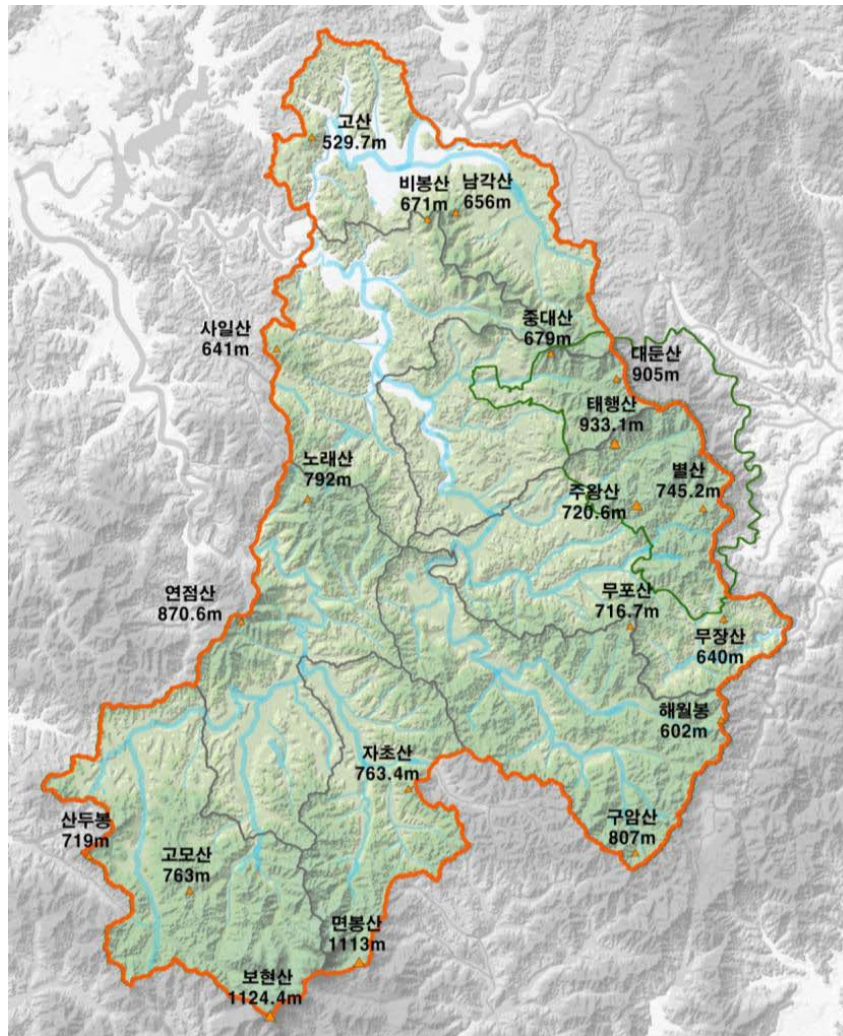 고산
529.7m
비봉산
671m
남각산
656m
사일산
641m
중대산
679m
대둔산
905m
태행산
933.1m
노래산
792m
별산
745.2m
주왕산
720.6m
연점산
870.6m
무포산
716.7m
무장산
640m
해월봉
602m
자초산
763.4m
구암산
807m
산두봉
719m
고모산
763m
면봉산
1113m
보현산
1124.4m